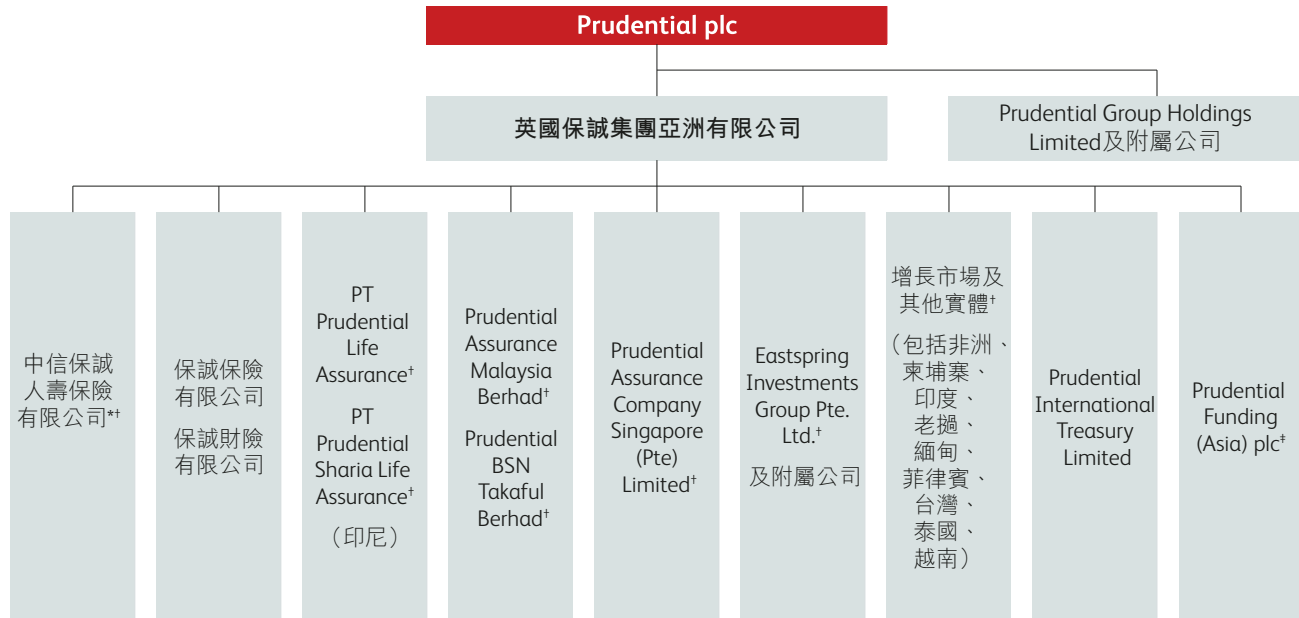 Prudential plc
英國保誠集團亞洲有限公司
Prudential Group Holdings
Limited及附屬公司
中信保誠
人壽保險
有限公司*†
保誠保險
有限公司
保誠財險
有限公司
PT
Prudential
Life
Assurance†
PT
Prudential
Sharia Life
Assurance†
（印尼）
Prudential
Assurance
Malaysia
Berhad†
Prudential
BSN
Takaful
Berhad†
Prudential
Assurance
Company
Singapore
(Pte)
Limited†
Eastspring
Investments
Group Pte.
Ltd.†
及附屬公司
增長市場及
其他實體†
（包括非洲、
柬埔寨、
印度、
老撾、
緬甸、
菲律賓、
台灣、
泰國、
越南）
Prudential
International
Treasury
Limited
Prudential
Funding
(Asia) plc‡